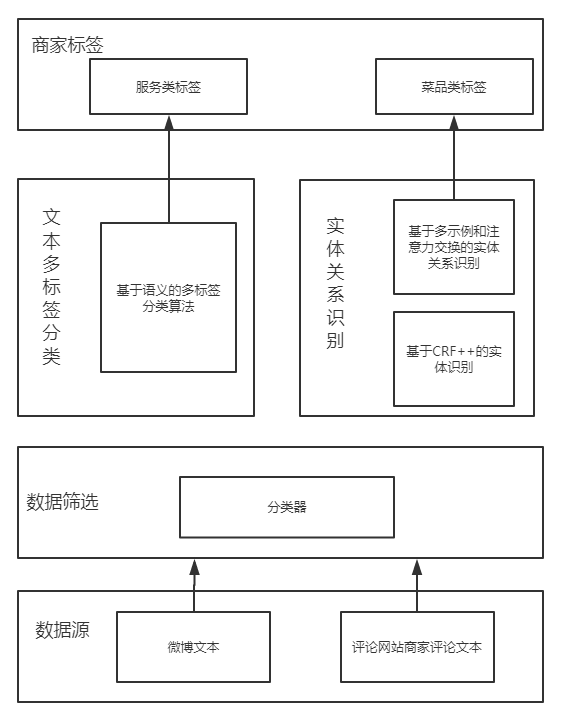 商家标签
服务类标签
菜品类标签
文本多标签分类
基于语义的多标签
分类算法
实体关系识别
基于多示例和注
意力交换的实体
关系识别
基于CRF++的实
体识别
数据筛选
分类器
数据源
微博文本
评论网站商家评论文本